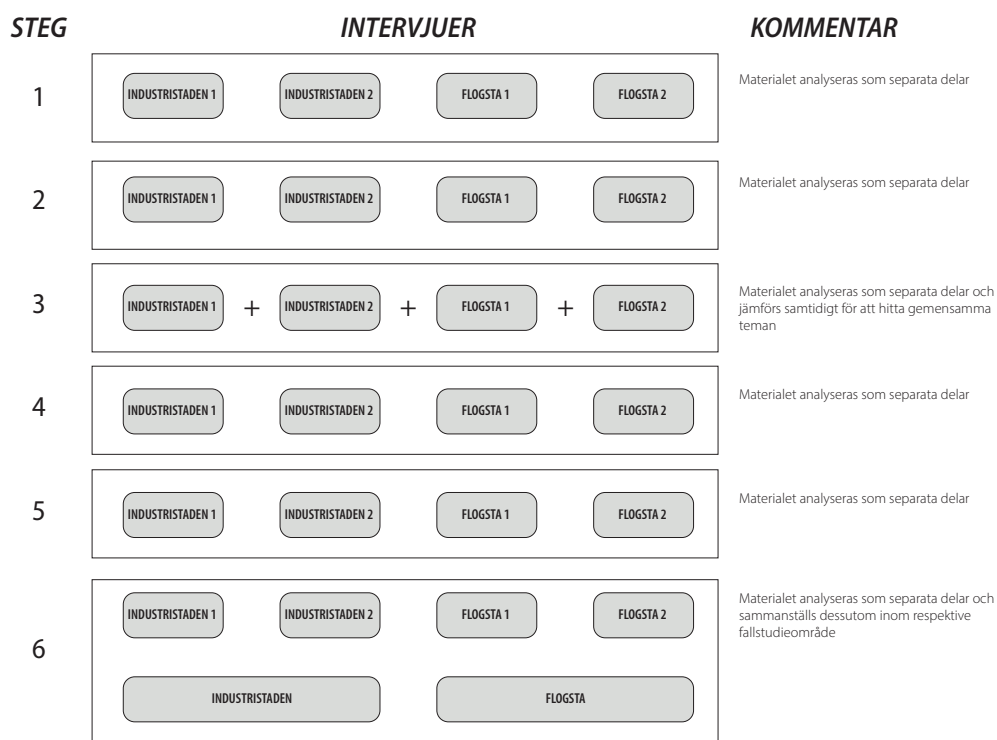 STEG INTERVJUER KOMMENTAR
1 INDUSTRISTADEN 1 INDUSTRISTADEN 2 FLOGSTA 1 FLOGSTA 2 Materialet analyseras som separata delar
2 INDUSTRISTADEN 1 INDUSTRISTADEN 2 FLOGSTA 1 FLOGSTA 2 Materialet analyseras som separata delar
3 INDUSTRISTADEN 1 + INDUSTRISTADEN 2 + FLOGSTA 1 + FLOGSTA 2 Materialet analyseras som separata delar och
jämförs samtidigt för att hitta gemensamma
teman
4 INDUSTRISTADEN 1 INDUSTRISTADEN 2 FLOGSTA 1 FLOGSTA 2 Materialet analyseras som separata delar
5 INDUSTRISTADEN 1 INDUSTRISTADEN 2 FLOGSTA 1 FLOGSTA 2 Materialet analyseras som separata delar
6 INDUSTRISTADEN 1 INDUSTRISTADEN 2 FLOGSTA 1 FLOGSTA 2 Materialet analyseras som separata delar och
sammanställs dessutom inom respektive
fallstudieområde
INDUSTRISTADEN FLOGSTA